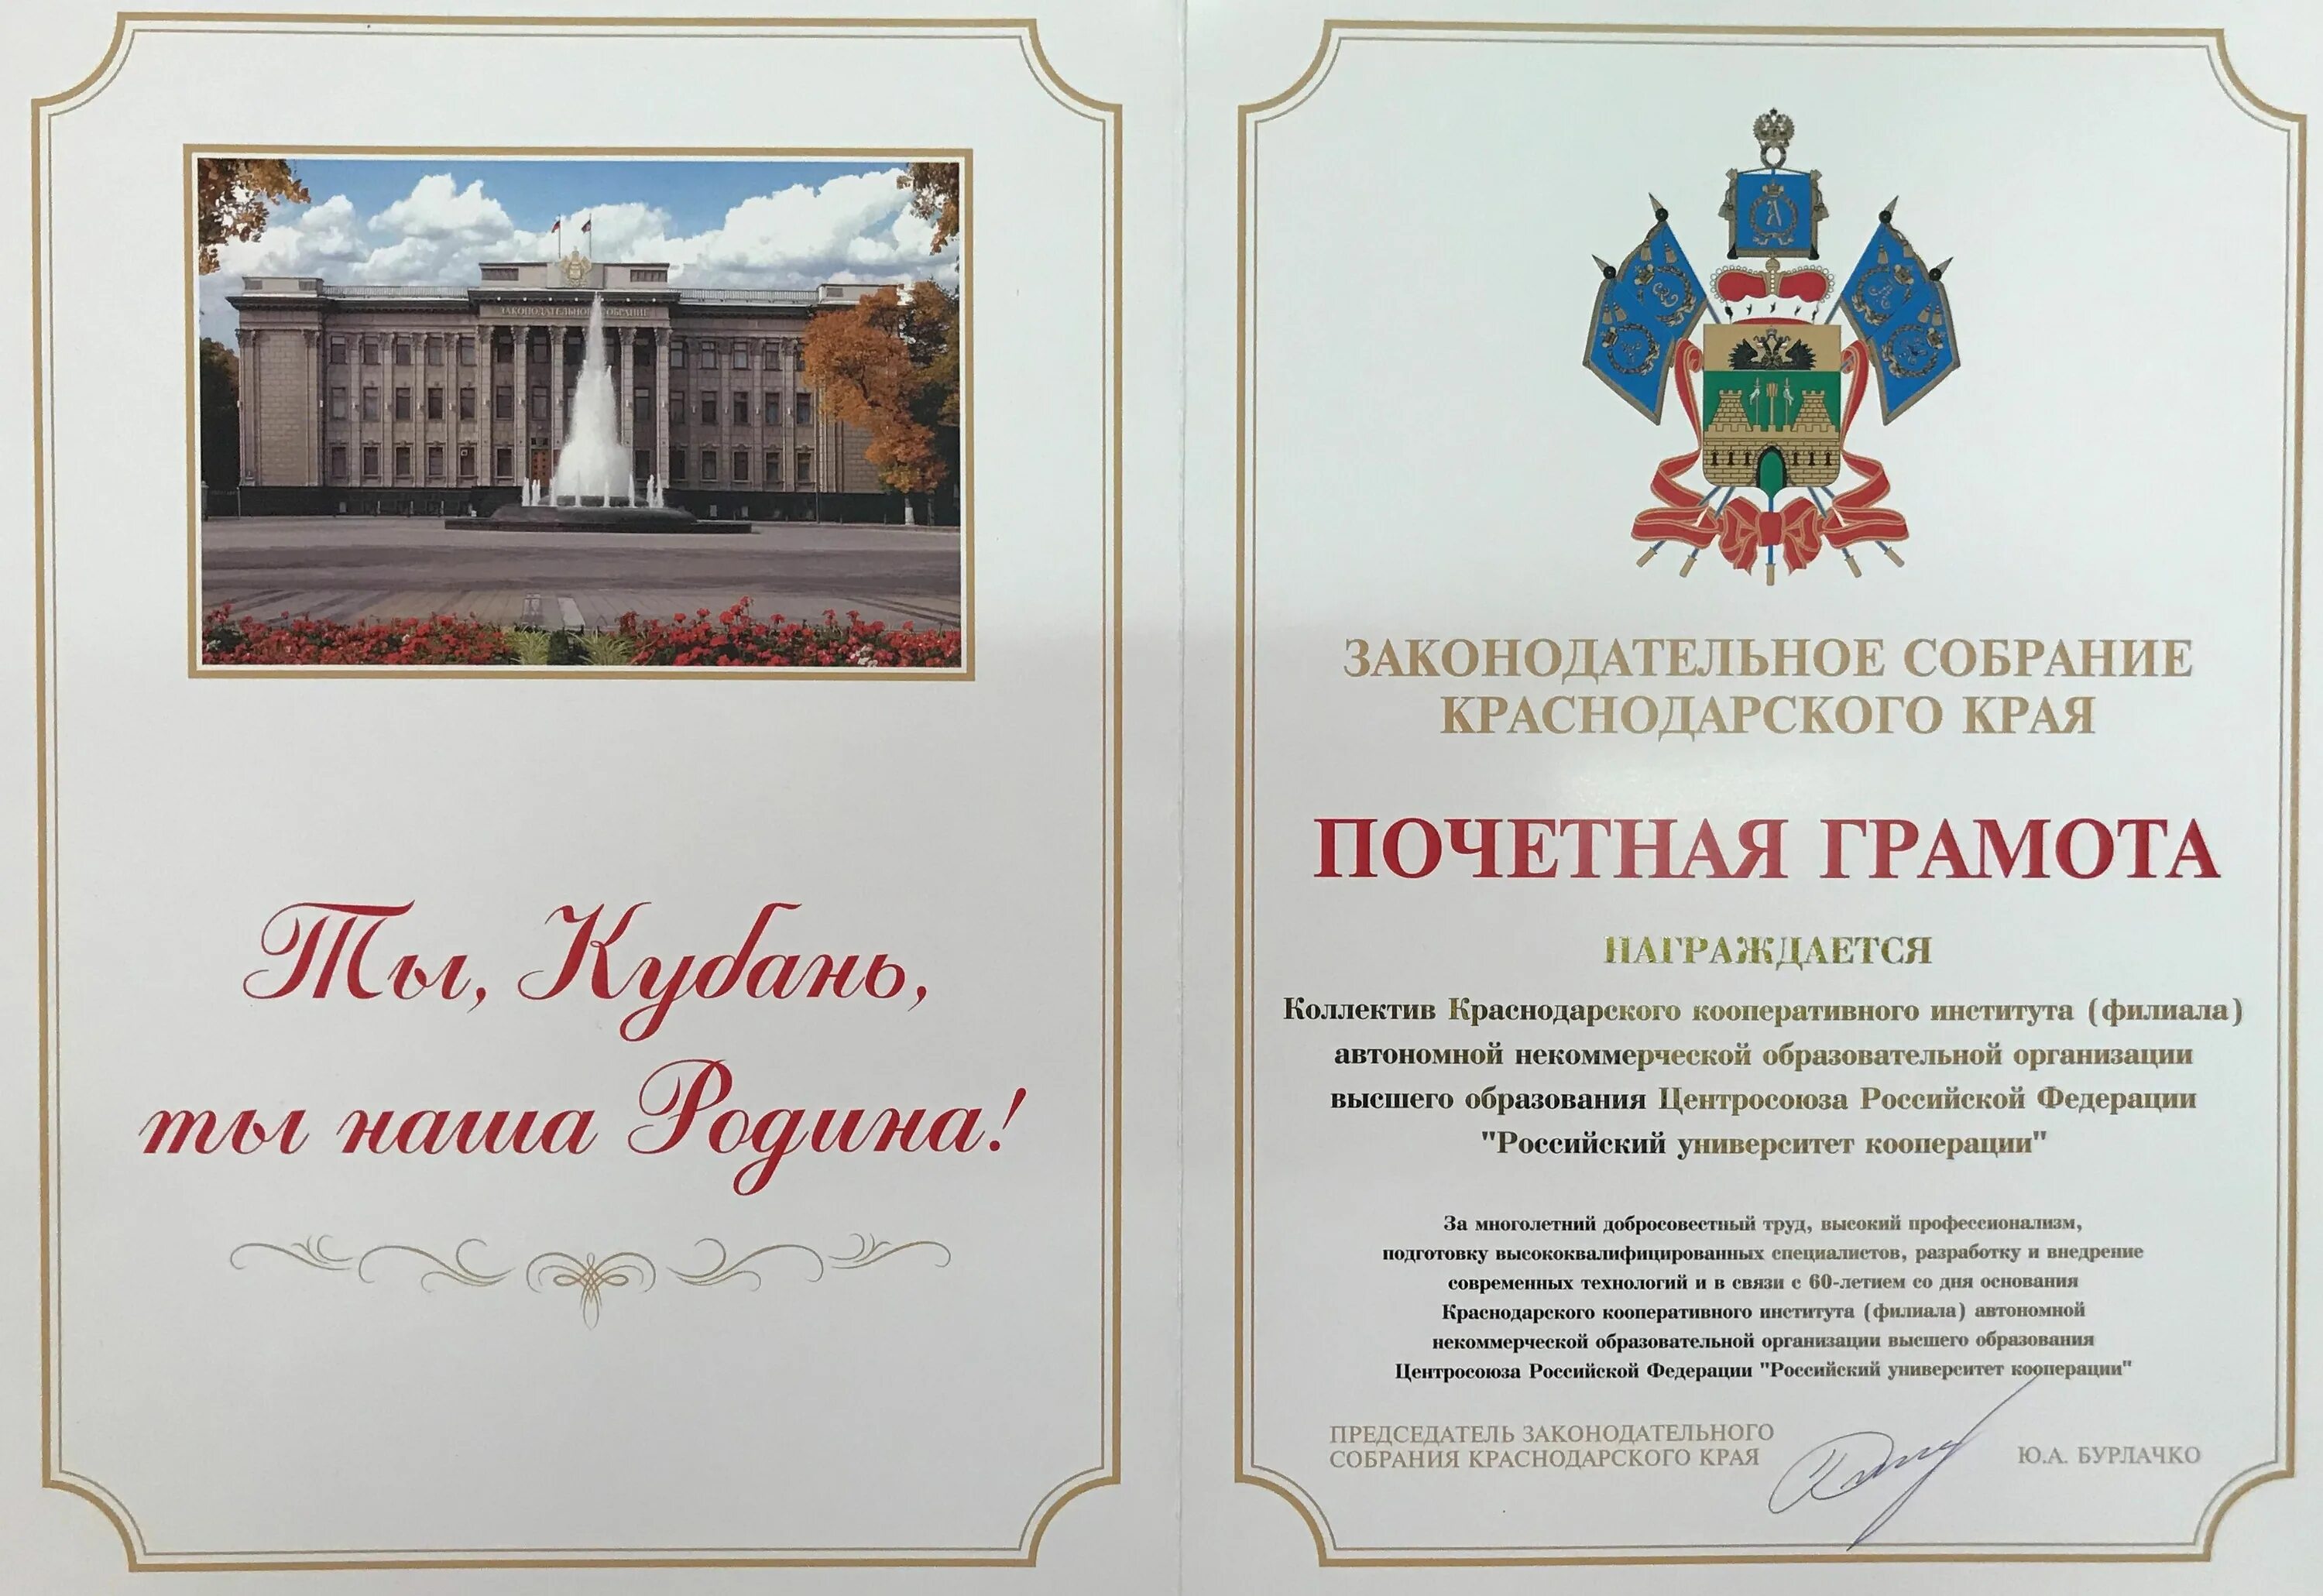 ЗАКОНОДАТЕЛЬНОЕ СОБРАНИЕ
Ты, Кубань,
ты наша Родина!
ЗАКОНОДАТЕЛЬНОЕ СОБРАНИЕ
КРАСНОДАРСКОГО КРАЯ
ПОЧЕТНАЯ ГРАМОТА
НАГРАЖДАЕТСЯ
Коллектив Краснодарского кооперативного института (филиала)
автономной некоммерческой образовательной организации
высшего образования Центросоюза Российской Федерации
"Российский университет кооперации"
За многолетний добросовестный труд, высокий профессионализм,
подготовку высококвалифицированных специалистов, разработку и внедрение
современных технологий и в связи с 60-летием со дня основания
Краснодарского кооперативного института (филиала) автономной
некоммерческой образовательной организации высшего образования
Центросоюза Российской Федерации "Российский университет кооперации"
ПРЕДСЕДАТЕЛЬ ЗАКОНОДАТЕЛЬНОГО
СОБРАНИЯ КРАСНОДАРСКОГО КРАЯ
Ю.А. БУРЛАЧКО